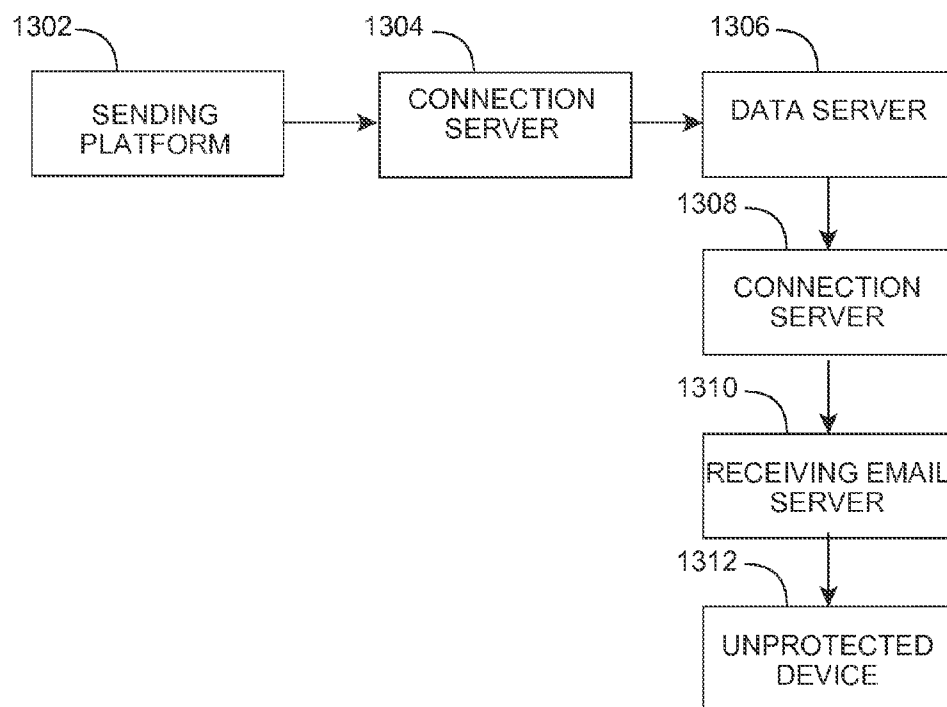 1302
SENDING
PLATFORM
1304
CONNECTION
SERVER
1306
DATA SERVER
1308
CONNECTION
SERVER
1310
RECEIVING EMAIL
SERVER
1312
UNPROTECTED
DEVICE